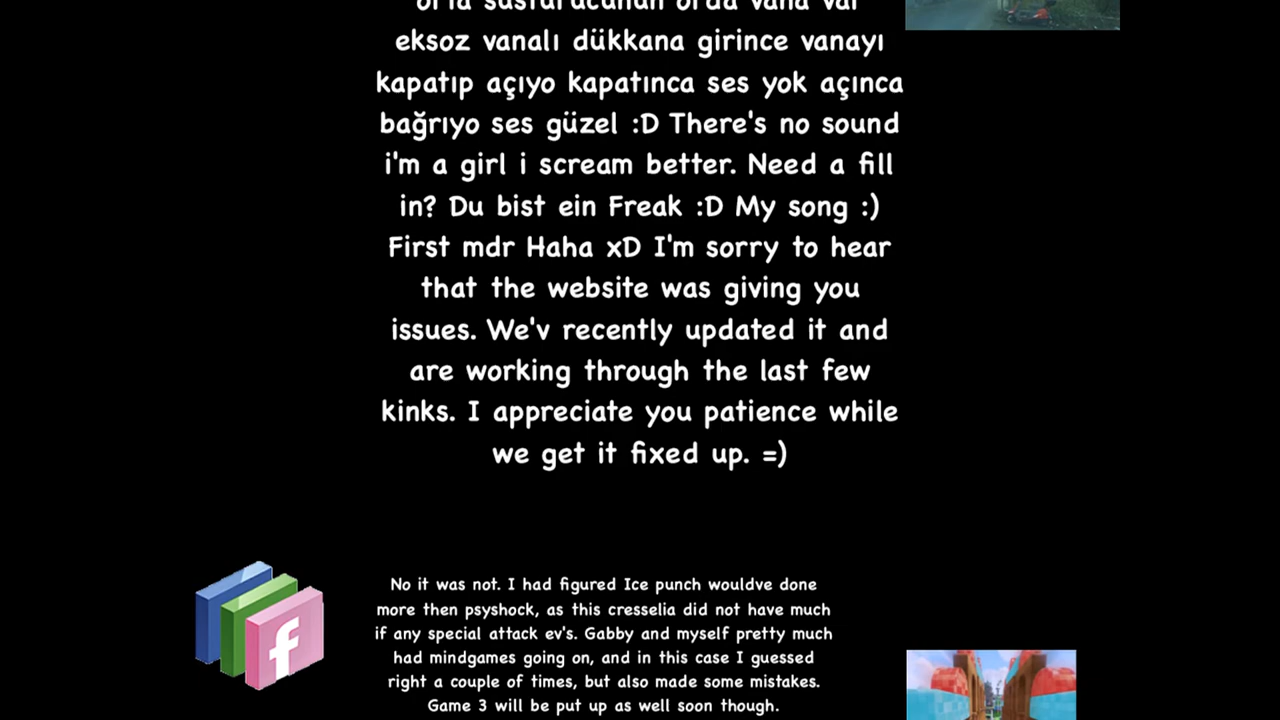 orta susturucunun orda vana var
eksoz vanalı dükkana girince vanayı
kapatıp açıyo kapatınca ses yok açınca
bağrıyo ses güzel :D There's no sound
i'm a girl i scream better. Need a fill
in? Du bist ein Freak :D My song :)
First mdr Haha xD I'm sorry to hear
that the website was giving you
issues. We'v recently updated it and
are working through the last few
kinks. I appreciate you patience while
we get it fixed up. =)
f
No it was not. I had figured Ice punch wouldve done
more then psyshock, as this cresselia did not have much
if any special attack ev's. Gabby and myself pretty much
had mindgames going on, and in this case I guessed
right a couple of times, but also made some mistakes.
Game 3 will be put up as well soon though.